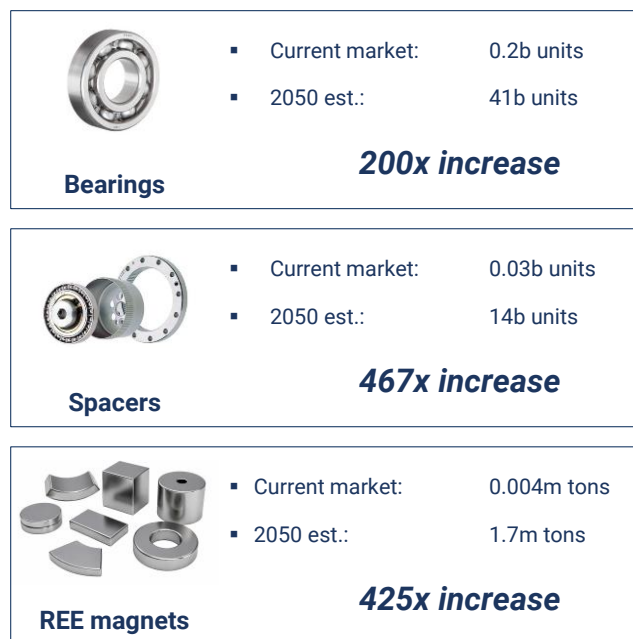 ▪ Current market: 0.2b units
▪ 2050 est.: 41b units
200x increase
Bearings
▪ Current market: 0.03b units
▪ 2050 est.: 14b units
467x increase
Spacers
▪ Current market: 0.004m tons
▪ 2050 est.: 1.7m tons
425x increase
REE magnets